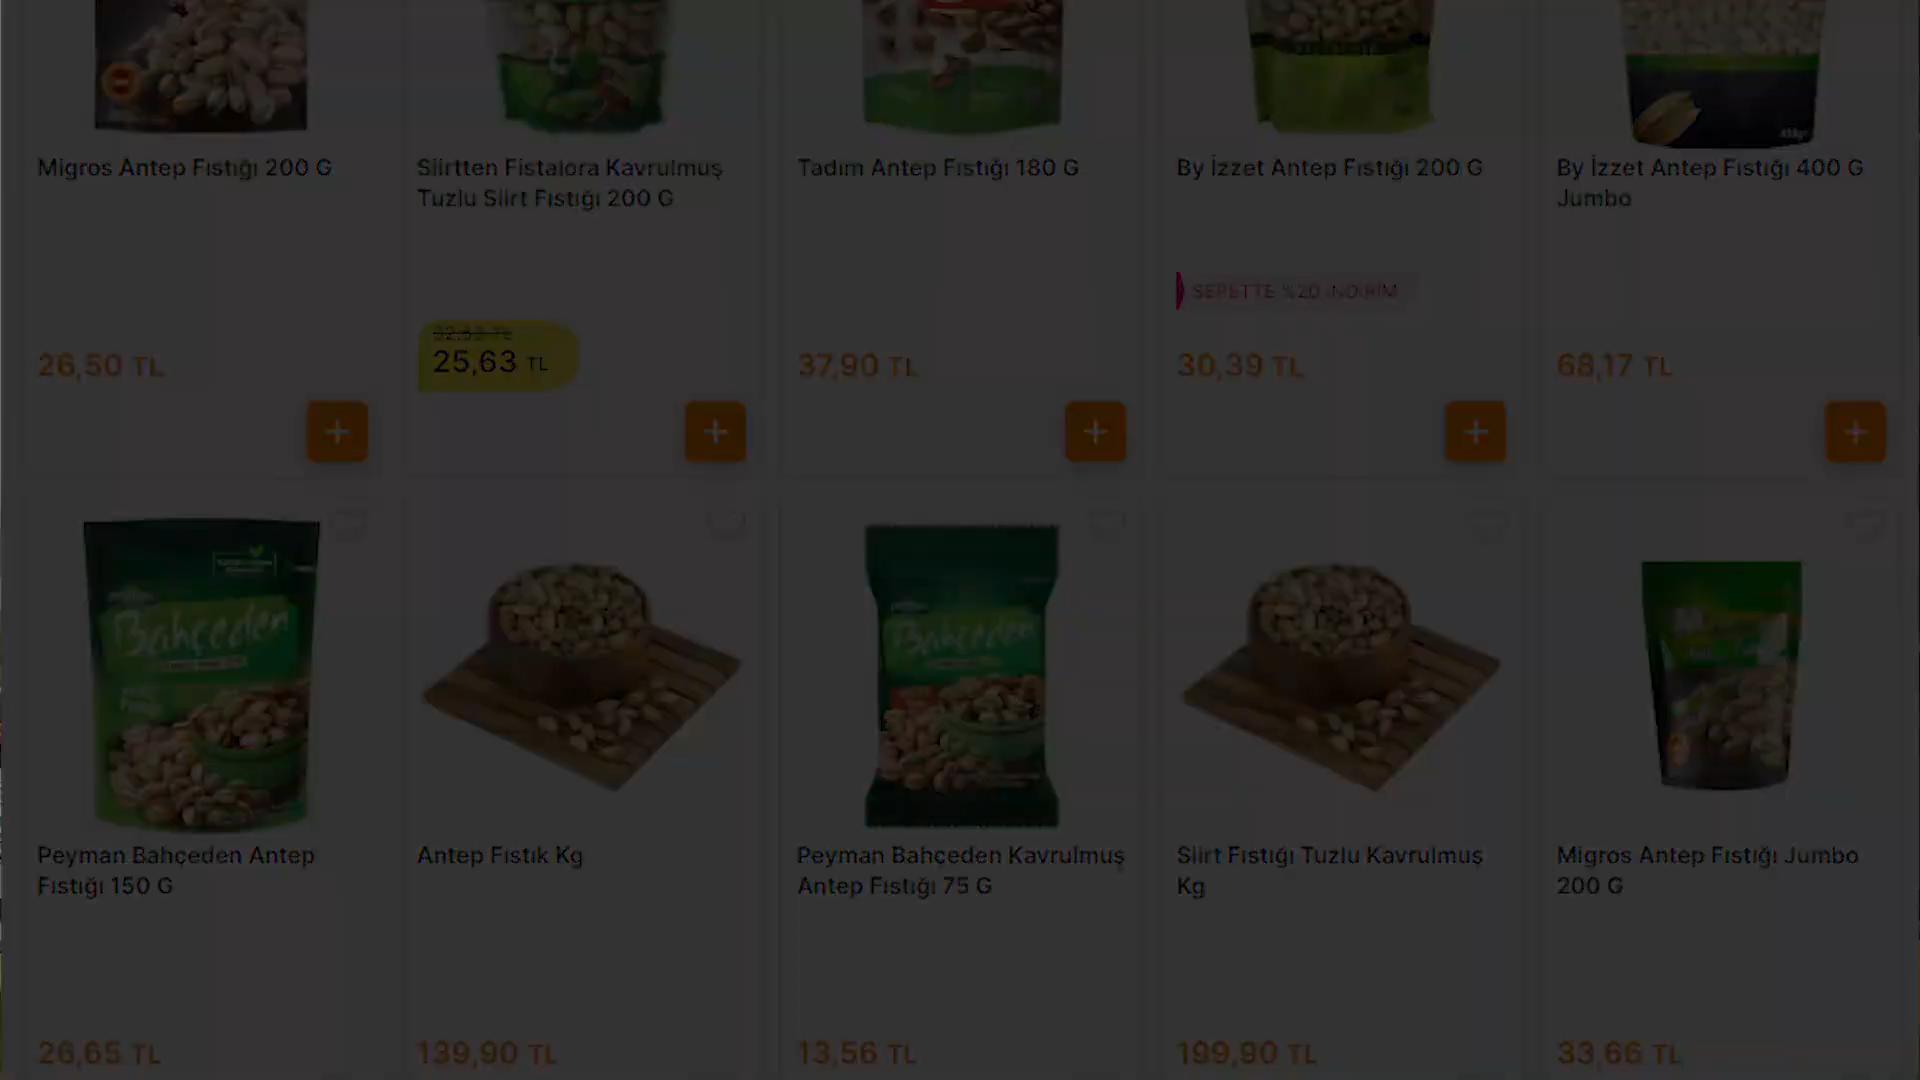 Migros Antep Fıstığı 200 G
Siirtten Fistalora Kavrulmuş
Tuzlu Siirt Fıstığı 200 G
Tadım Antep Fıstığı 180 G
By İzzet Antep Fıstığı 200 G
By İzzet Antep Fıstığı 400 G
Jumbo
SEPETTE %20 İNDİRİM
26,50 TL
25,63 TL
37,90 TL
30,39 TL
68,17 TL
Bahçeden
Bahçeden
Peyman Bahçeden Antep
Fıstığı 150 G
Antep Fıstık Kg
Peyman Bahçeden Kavrulmuş
Antep Fıstığı 75 G
Siirt Fıstığı Tuzlu Kavrulmuş
Kg
Migros Antep Fıstığı Jumbo
200 G
26,65 TL
139,90 TL
13,56 TL
199,90 TL
33,66 TL